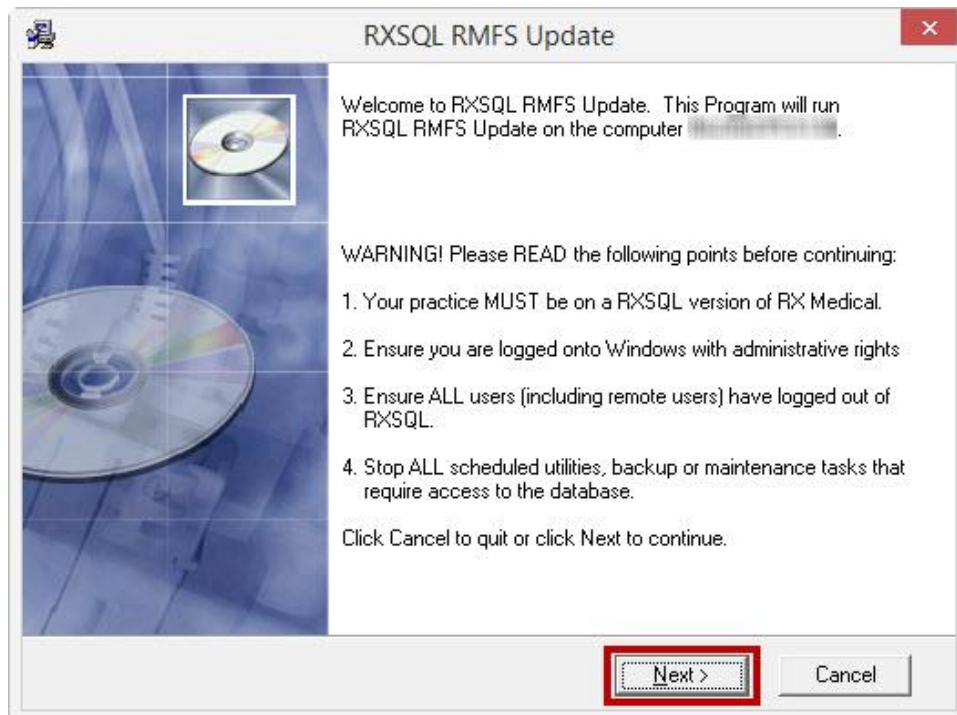 RXSQL RMFS Update
Welcome to RXSQL RMFS Update. This Program will run
RXSQL RMFS Update on the computer .
WARNING! Please READ the following points before continuing:
1. Your practice MUST be on a RXSQL version of RX Medical.
2. Ensure you are logged onto Windows with administrative rights
3. Ensure ALL users (including remote users) have logged out of
RXSQL.
4. Stop ALL scheduled utilities, backup or maintenance tasks that
require access to the database.
Click Cancel to quit or click Next to continue.
Next >
Cancel